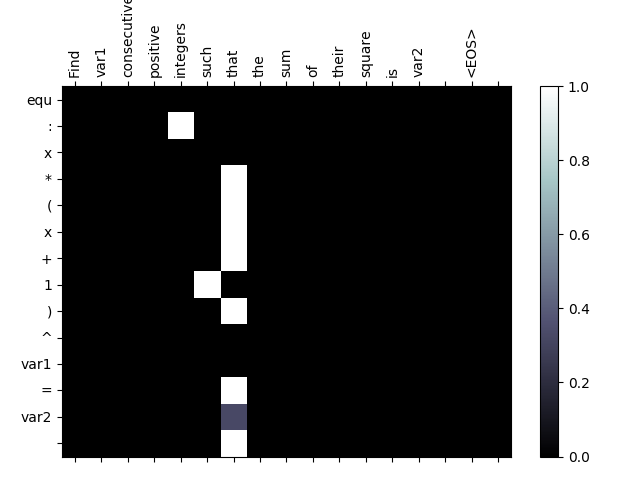 Find var1 consecutive positive integers such that the sum of their square is var2 <EOS>
equ
:
x
*
(
x
+
1
)
^
var1
=
var2
1.0
0.8
0.6
0.4
0.2
0.0